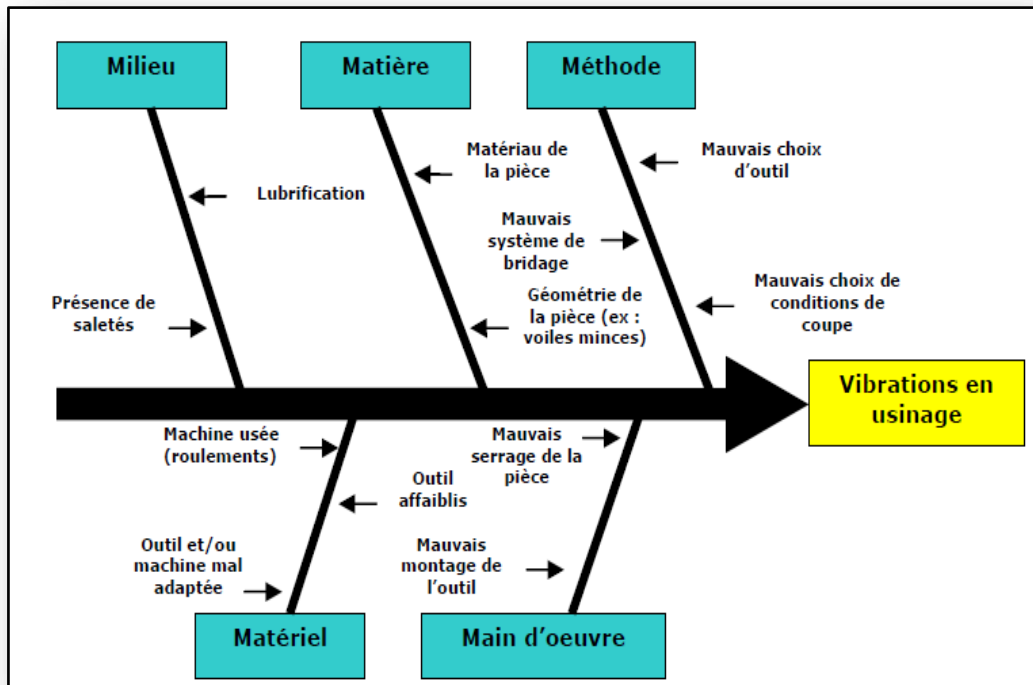 Milieu
Matière
Méthode
Lubrification
Présence de
saletés
Matériau de
la pièce
Géométrie de
la pièce (ex :
voiles minces)
Mauvais choix
d'outil
Mauvais
système de
bridage
Mauvais choix de
conditions de
coupe
Vibrations en
usinage
Machine usée
(roulements)
Outil
affaiblis
Outil et/ou
machine mal
adaptée
Mauvais
serrage de la
pièce
Mauvais
montage de
l'outil
Matériel
Main d'oeuvre